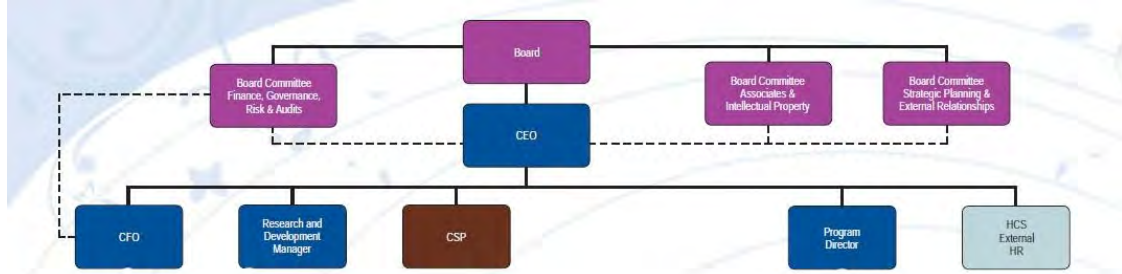 Board
Board Committee
Finance, Governance,
Risk & Audits
Board Committee
Associates &
Intellectual Property
Board Committee
Strategic Planning &
External Relationships
CEO
CFO
Research and
Development
Manager
CSP
Program
Director
HCS
External
HR